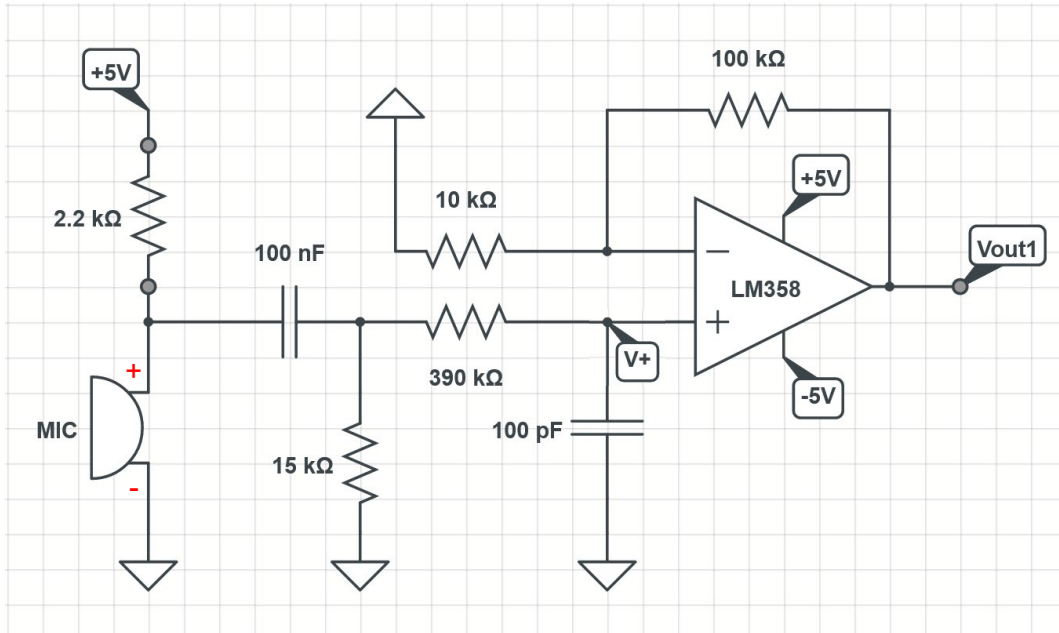 100 kΩ
+5V
+5V
10 kΩ
2.2 kΩ
100 nF
Vout1
−
LM358
+
V+
+
390 kΩ
-5V
MIC
100 pF
15 kΩ
-